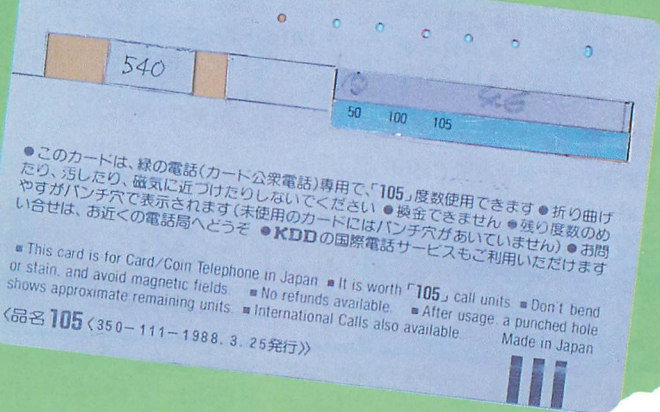 540
50 100 105
●このカードは、緑の電話(カード公衆電話)専用で、「105」度数使用できます●折り曲げ
たり、汚したり、磁気に近づけたりしないでください●換金できません●残り度数のめ
やすがパンチ穴で表示されます(未使用のカードにはパンチ穴があいていません)●お問
い合せは、お近くの電話局へどうぞ ●KDDの国際電話サービスもご利用いただけます
■ This card is for Card/Coin Telephone in Japan. ■ It is worth「105」call units. ■ Don't bend
or stain, and avoid magnetic fields. ■ No refunds available. ■ After usage, a punched hole
shows approximate remaining units. ■ International Calls also available. Made in Japan
〈品名105〈350-111-1988. 3. 25発行》